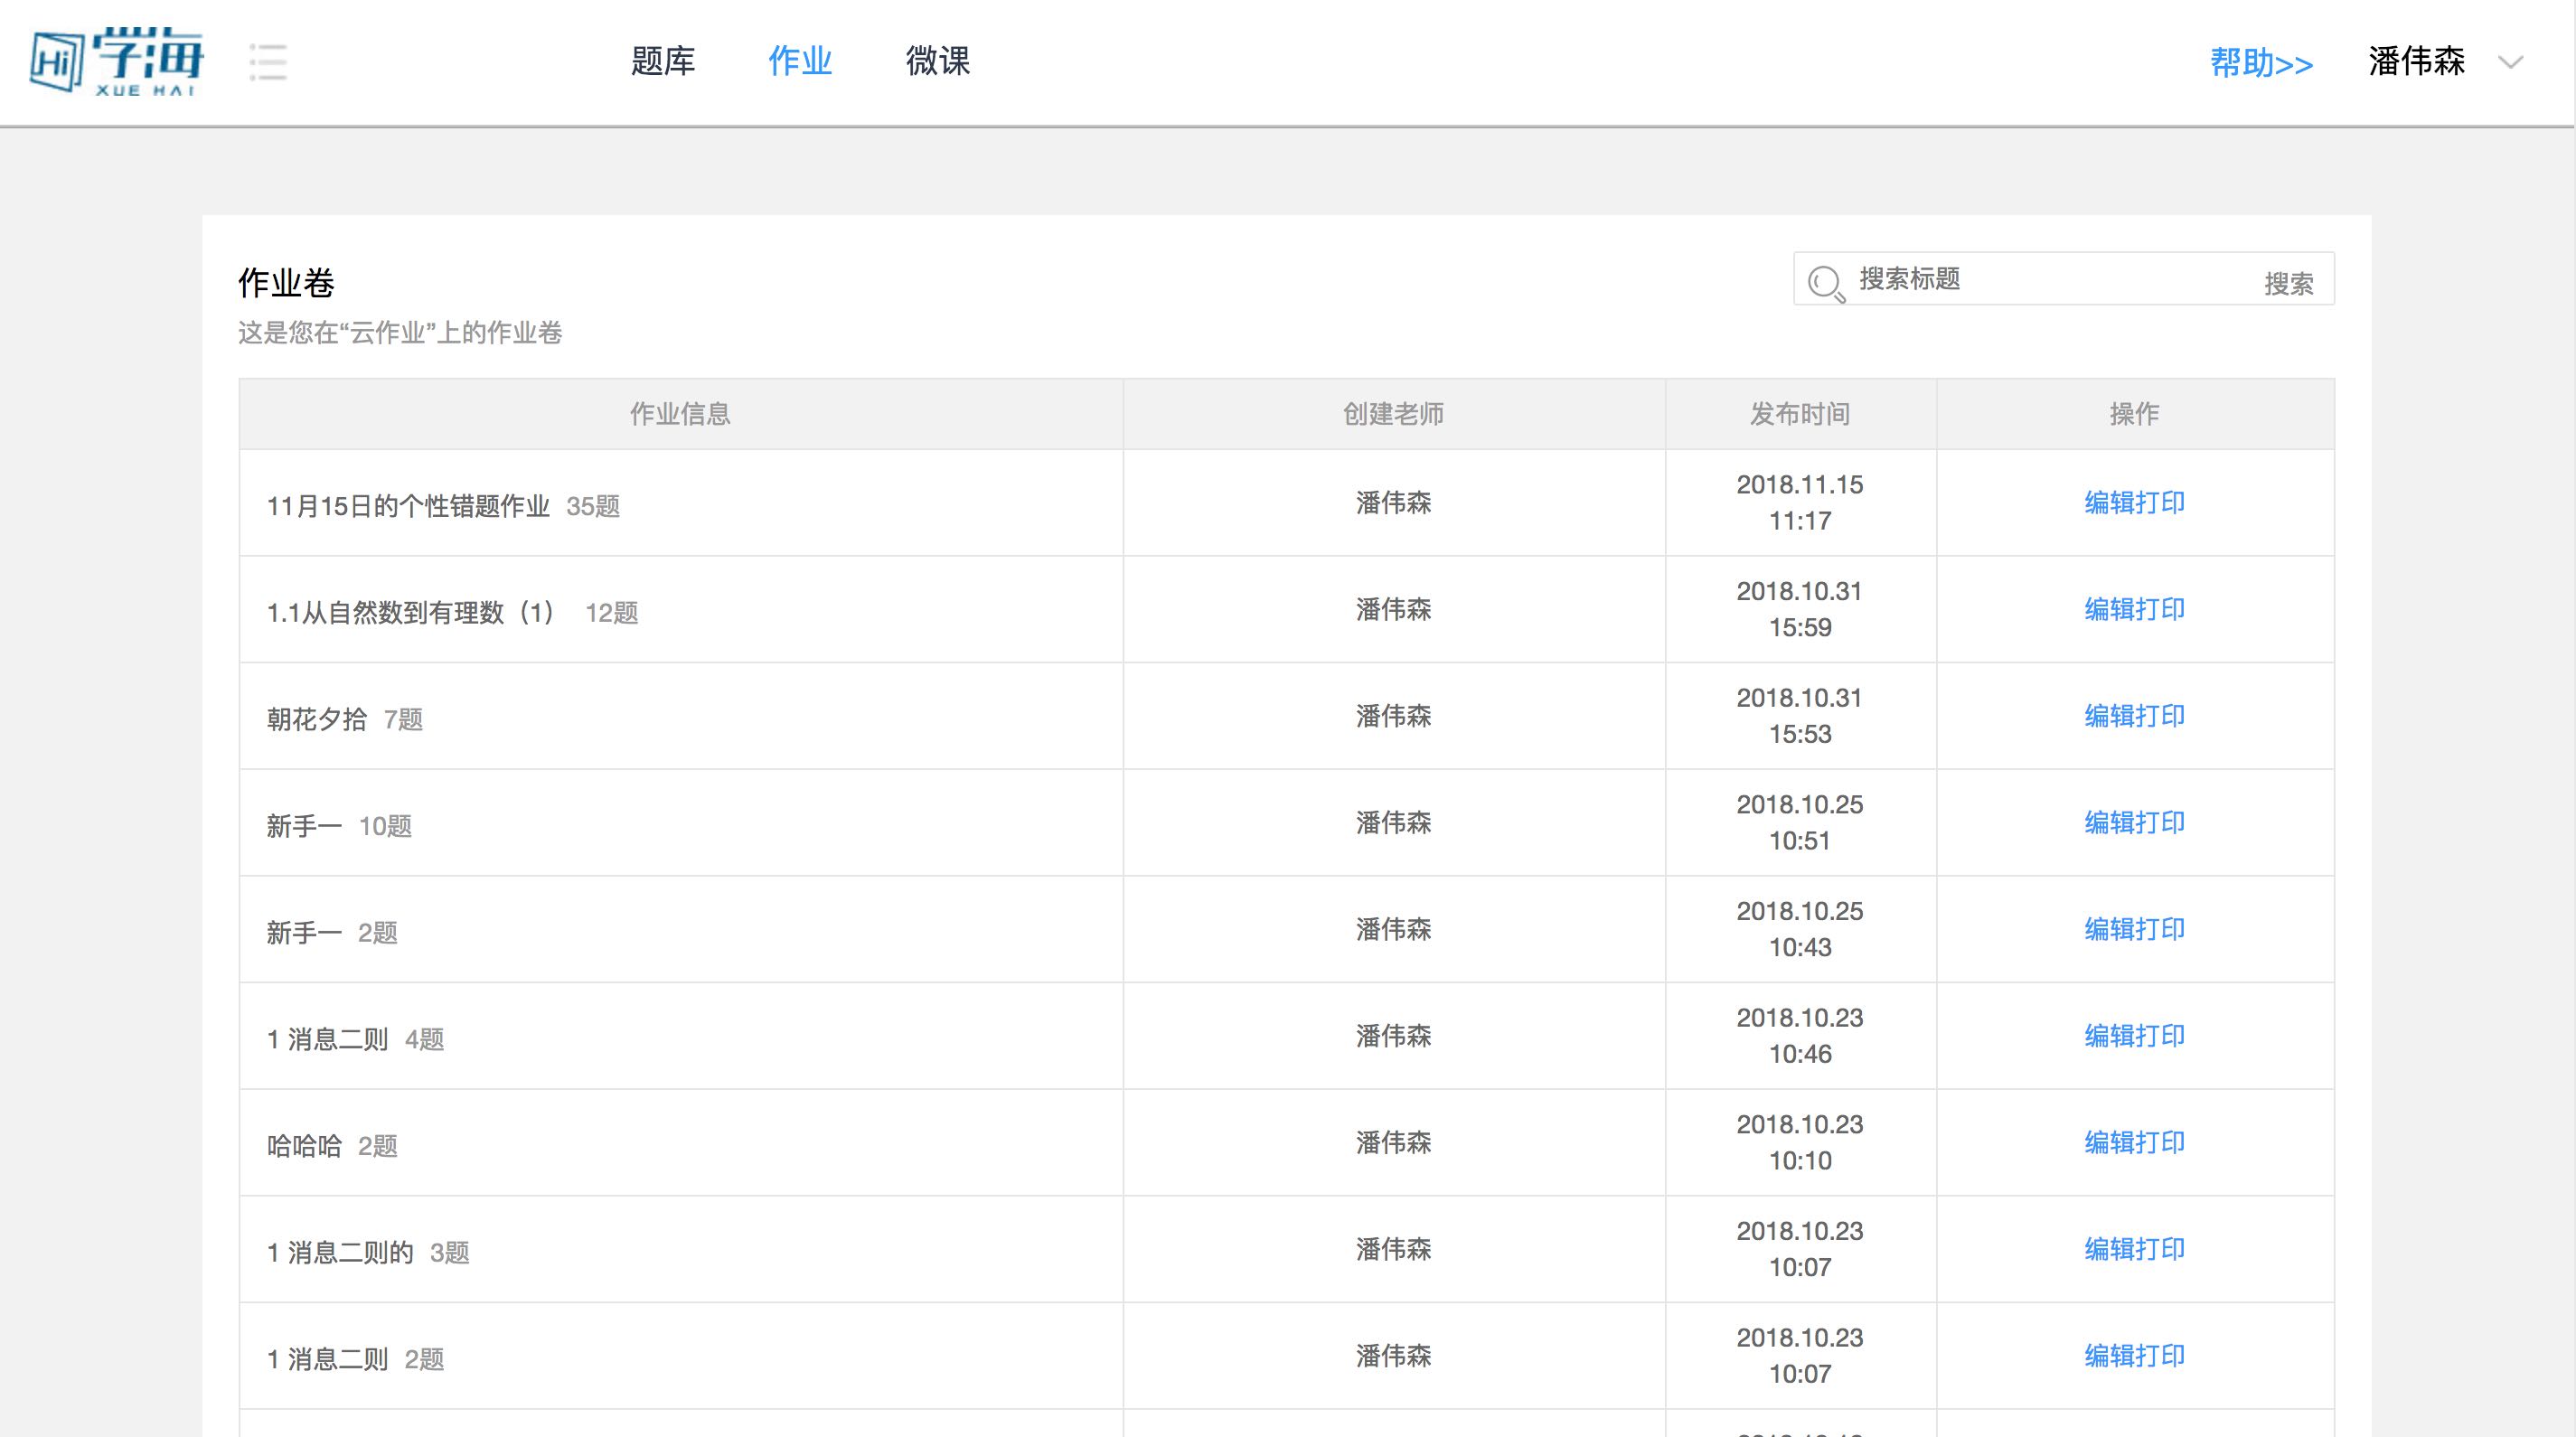 Hi 学海
XUE HAI
题库 作业 微课 帮助>> 潘伟森
作业卷
搜索标题 搜索
这是您在“云作业”上的作业卷
作业信息 创建老师 发布时间 操作
11月15日的个性错题作业 35题 潘伟森 2018.11.15 11:17 编辑打印
1.1从自然数到有理数（1） 12题 潘伟森 2018.10.31 15:59 编辑打印
朝花夕拾 7题 潘伟森 2018.10.31 15:53 编辑打印
新手一 10题 潘伟森 2018.10.25 10:51 编辑打印
新手一 2题 潘伟森 2018.10.25 10:43 编辑打印
1 消息二则 4题 潘伟森 2018.10.23 10:46 编辑打印
哈哈哈 2题 潘伟森 2018.10.23 10:10 编辑打印
1 消息二则的 3题 潘伟森 2018.10.23 10:07 编辑打印
1 消息二则 2题 潘伟森 2018.10.23 10:07 编辑打印